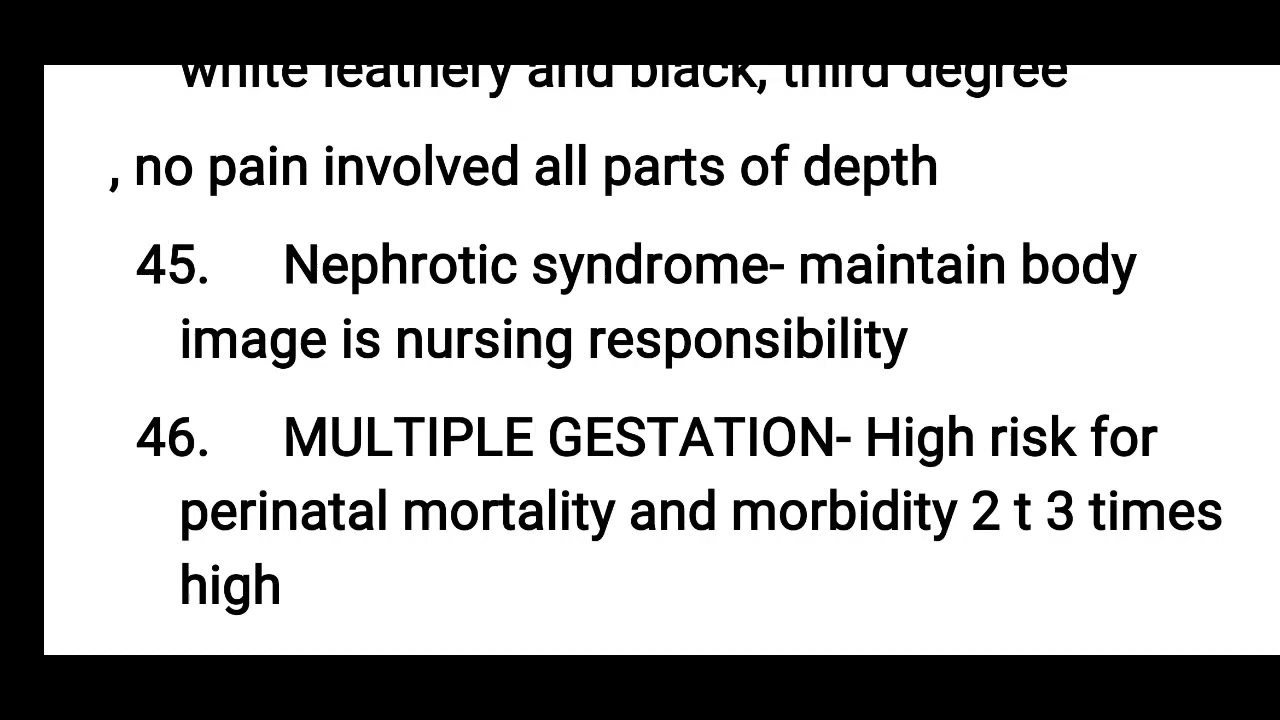 white leathery and black, third degree
, no pain involved all parts of depth
45. Nephrotic syndrome- maintain body
image is nursing responsibility
46. MULTIPLE GESTATION- High risk for
perinatal mortality and morbidity 2 t 3 times
high